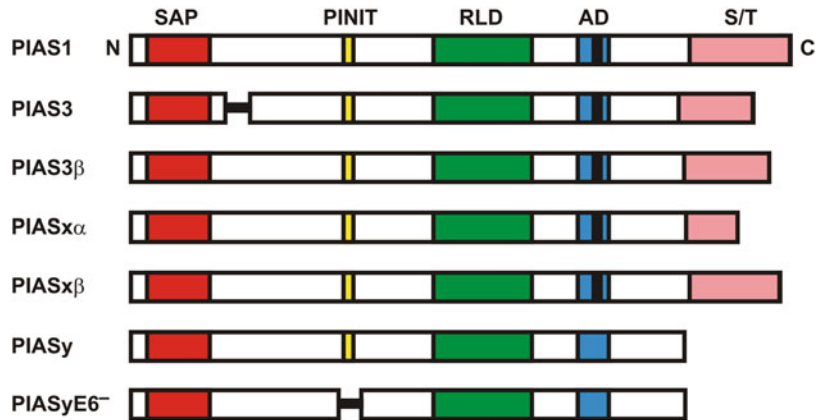 SAP PINIT RLD AD S/T
PIAS1 N C
PIAS3
PIAS3β
PIASxα
PIASxβ
PIASy
PIASyE6⁻